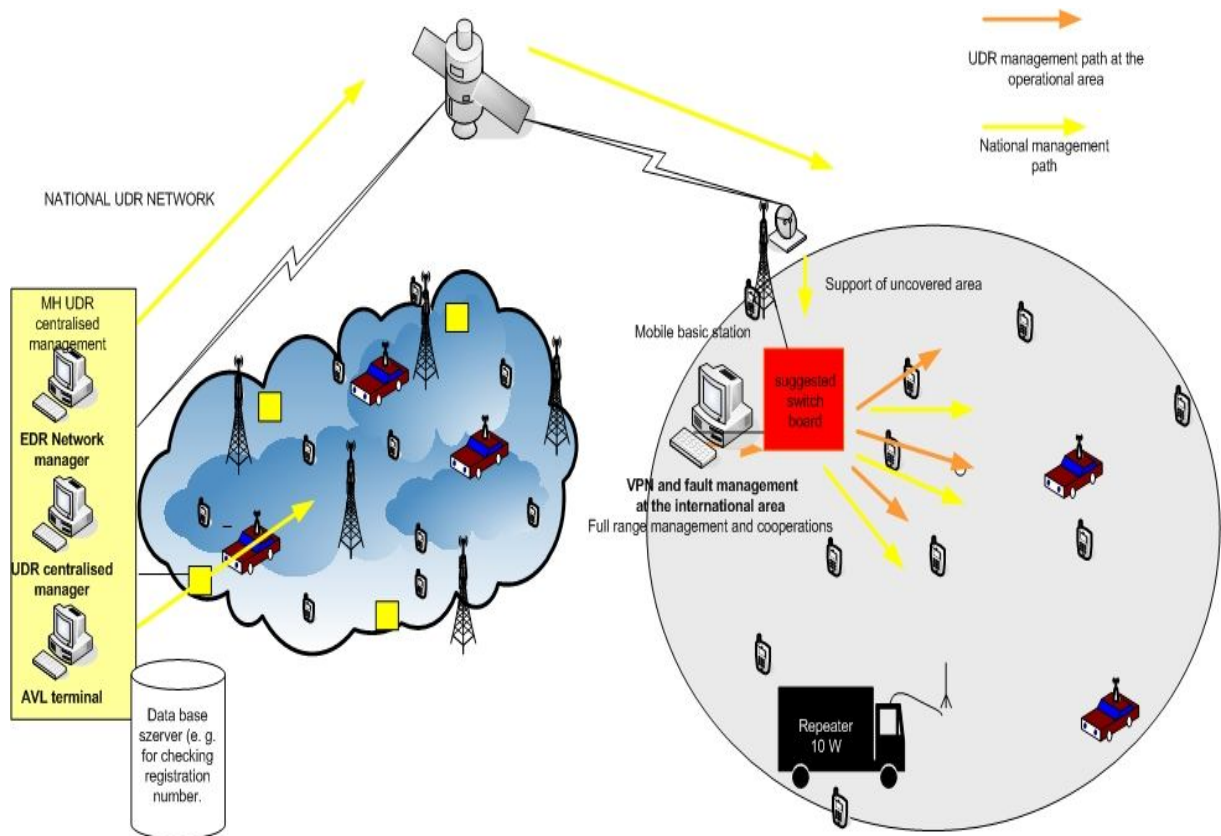 UDR management path at the
operational area
National management
path
NATIONAL UDR NETWORK
MH UDR
centralised
management
EDR Network
manager
UDR centralised
manager
AVL terminal
Data base
szerver (e. g.
for checking
registration
number.
Support of uncovered area
Mobile basic station
suggested
switch
board
VPN and fault management
at the international area
Full range management and cooperations
Repeater
10 W